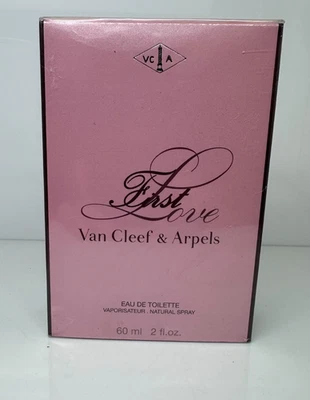 VC A
First
Love
Van Cleef & Arpels
EAU DE TOILETTE
VAPORISATEUR . NATURAL SPRAY
60 ml 2 fl.oz.